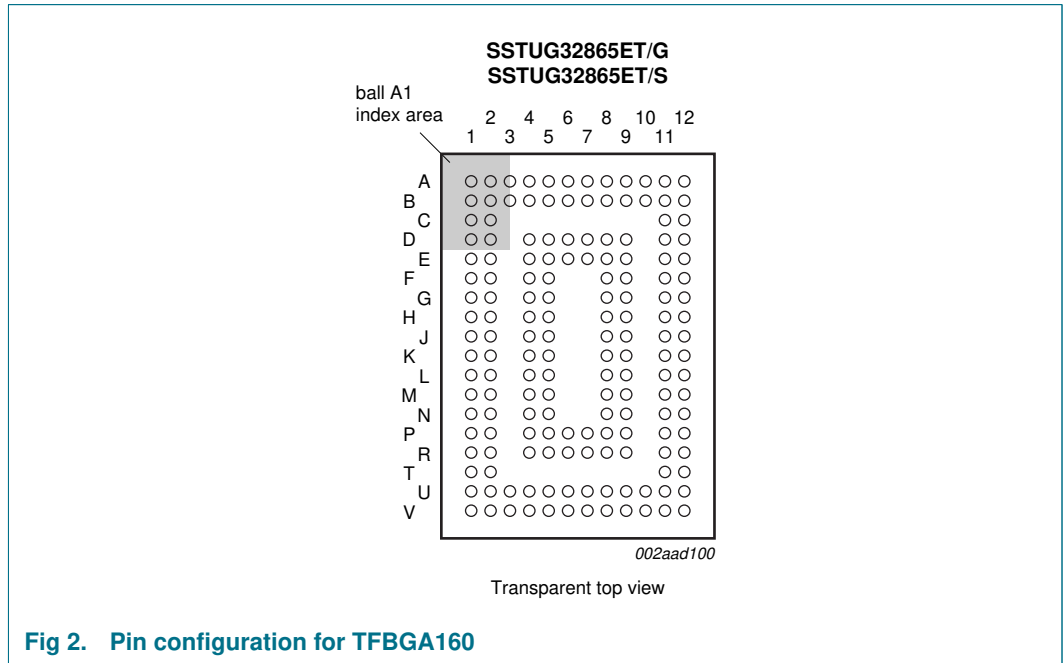 SSTUG32865ET/G
SSTUG32865ET/S
ball A1
index area
2 4 6 8 10 12
1 3 5 7 9 11
A
B
C
D
E
F
G
H
J
K
L
M
N
P
R
T
U
V
002aad100
Transparent top view
Fig 2. Pin configuration for TFBGA160